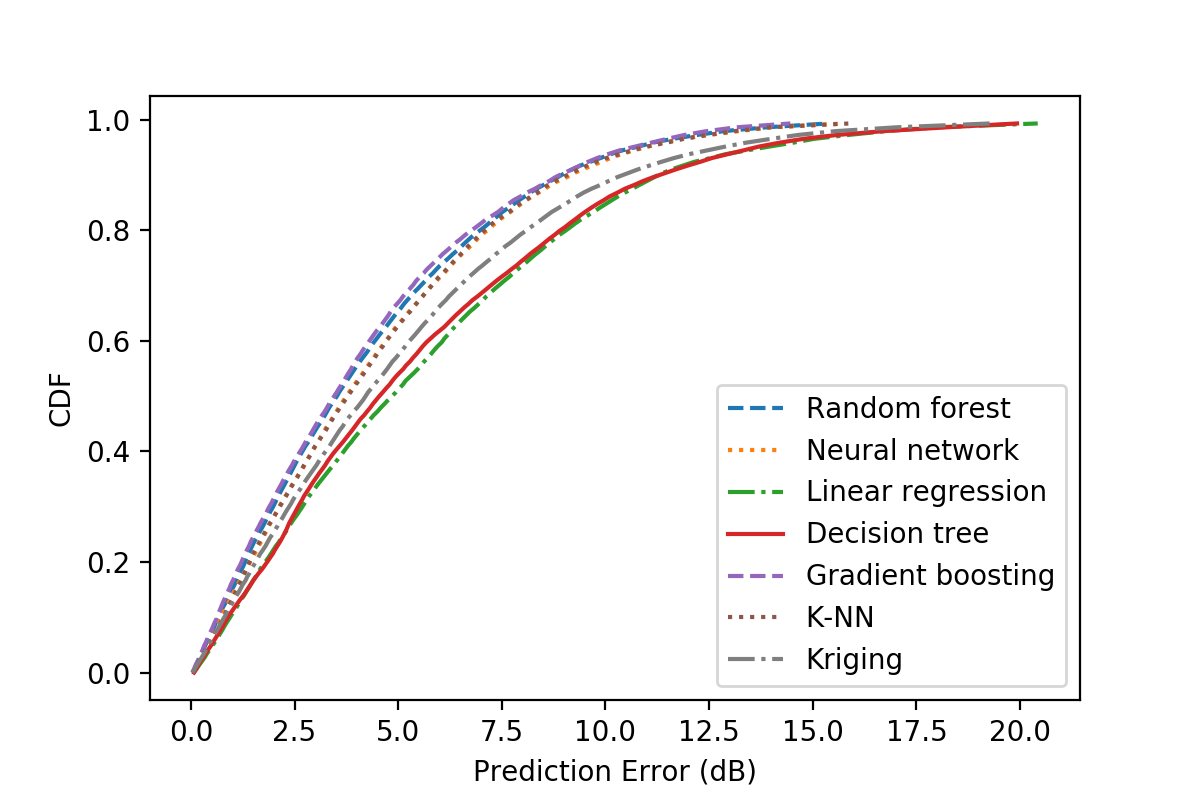 1.0
0.8
0.6
0.4
0.2
0.0
CDF
Random forest
Neural network
Linear regression
Decision tree
Gradient boosting
K-NN
Kriging
0.0 2.5 5.0 7.5 10.0 12.5 15.0 17.5 20.0
Prediction Error (dB)